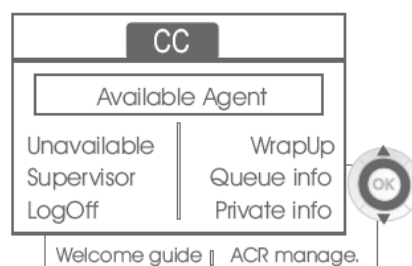 CC
Available Agent
Unavailable WrapUp
Supervisor Queue info
LogOff Private info
OK
Welcome guide ACR manage.